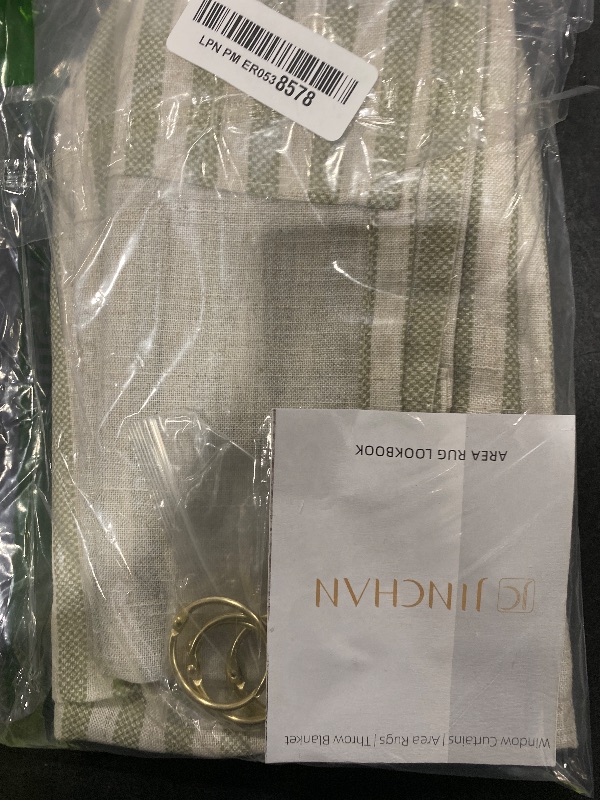 LPN PM ER0538578
AREA RUG LOOKBOOK
JC JINCHAN
Window Curtains | Area Rugs | Throw Blanket